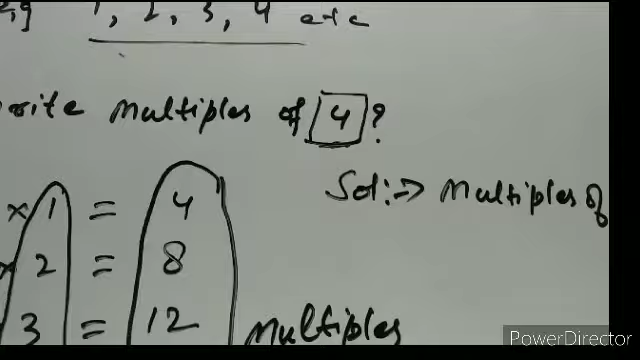 1, 2, 3, 4 etc
write multiples of 4?
Sol:→ Multiples of
× 1 = 4
× 2 = 8
3 = 12 Multiples
PowerDirector